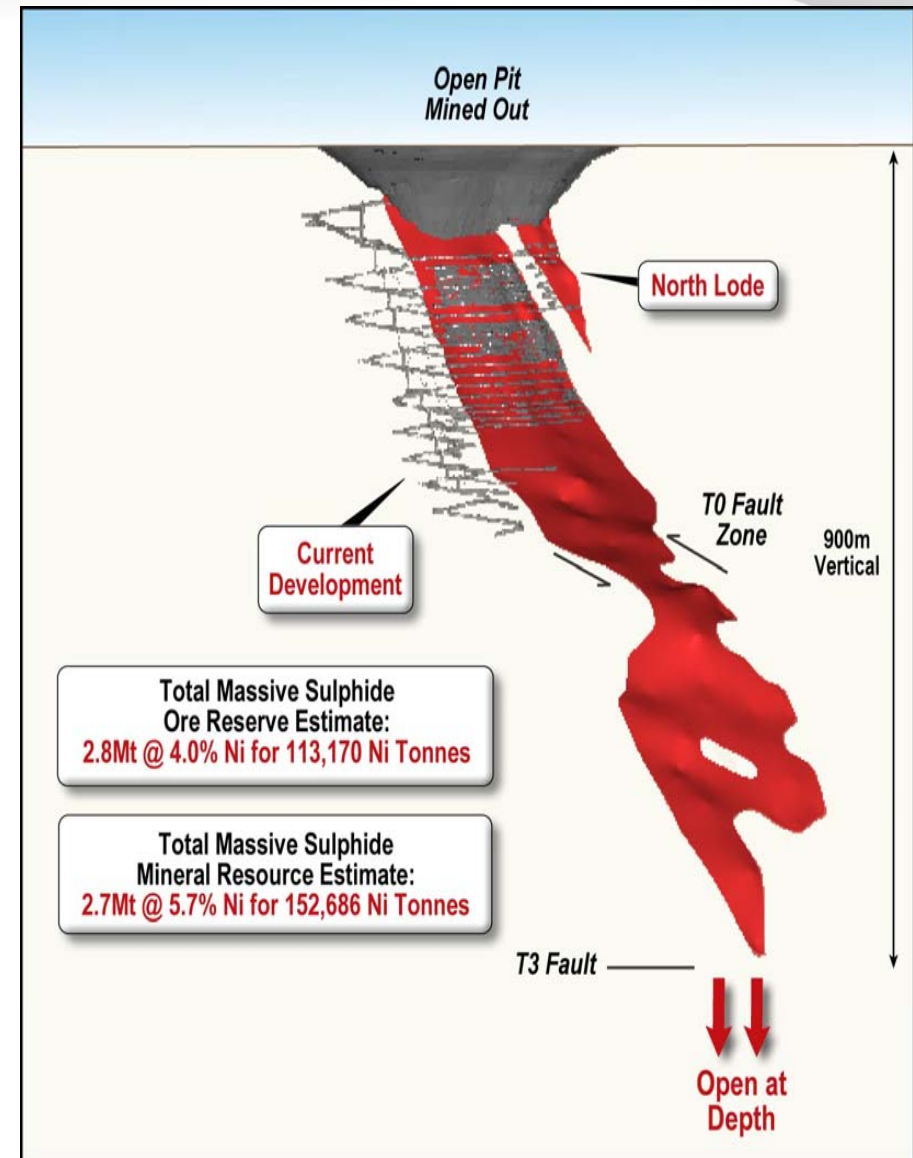 Open Pit
Mined Out
North Lode
T0 Fault
Zone
900m
Vertical
Current
Development
Total Massive Sulphide
Ore Reserve Estimate:
2.8Mt @ 4.0% Ni for 113,170 Ni Tonnes
Total Massive Sulphide
Mineral Resource Estimate:
2.7Mt @ 5.7% Ni for 152,686 Ni Tonnes
T3 Fault
Open at
Depth